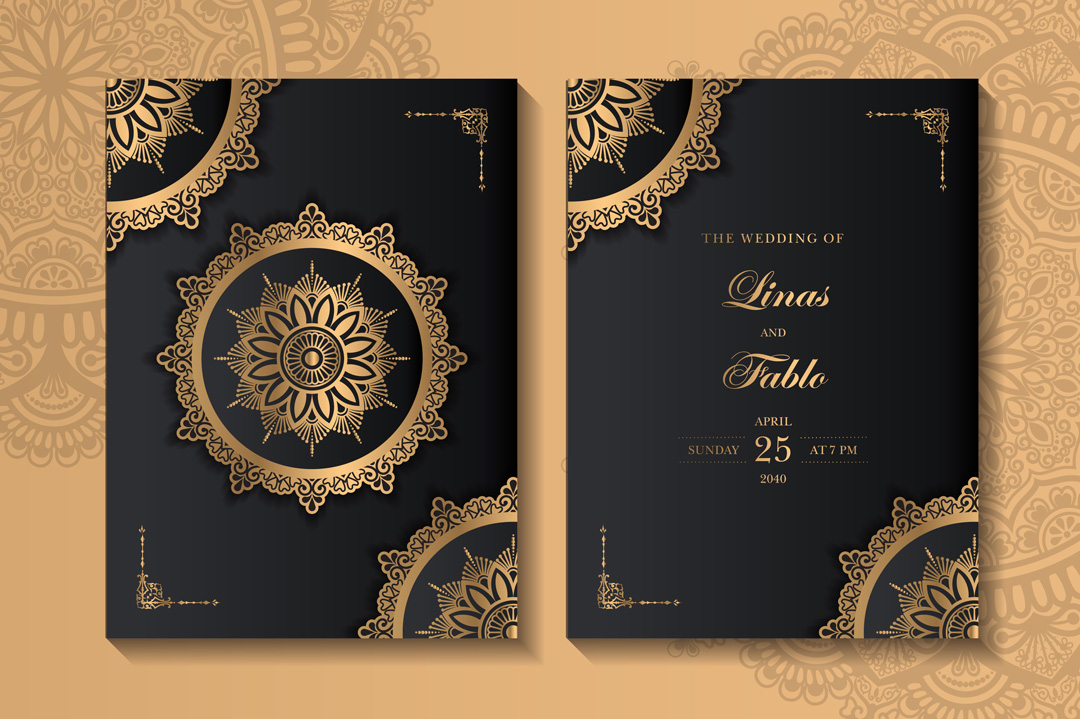 THE WEDDING OF
Linas
AND
Fablo
APRIL
SUNDAY 25 AT 7 PM
2040